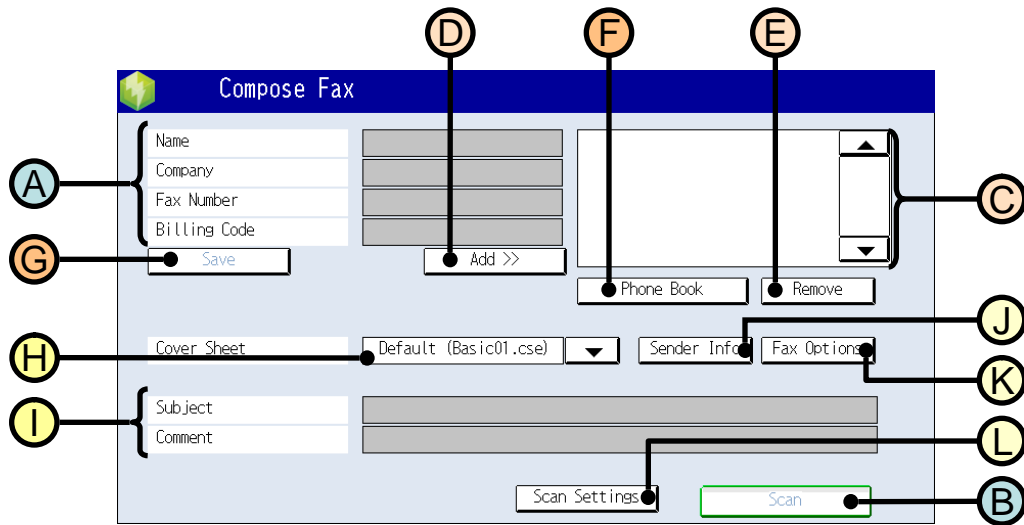 D F E
Compose Fax
Name
A Company
Fax Number C
Billing Code
G Save Add >>
Phone Book Remove
J
H Cover Sheet Default (Basic01.cse) Sender Info Fax Options
K
Subject
I
Comment
L
Scan Settings Scan B